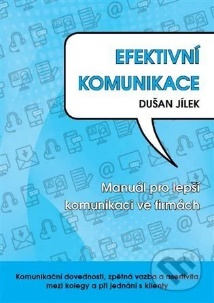 EFEKTIVNÍ
KOMUNIKACE
DUŠAN JÍLEK
Manuál pro lepší
komunikaci ve firmách
Komunikační dovednosti, zpětná vazba a asertivita
mezi kolegy a při jednání s klienty
martinus